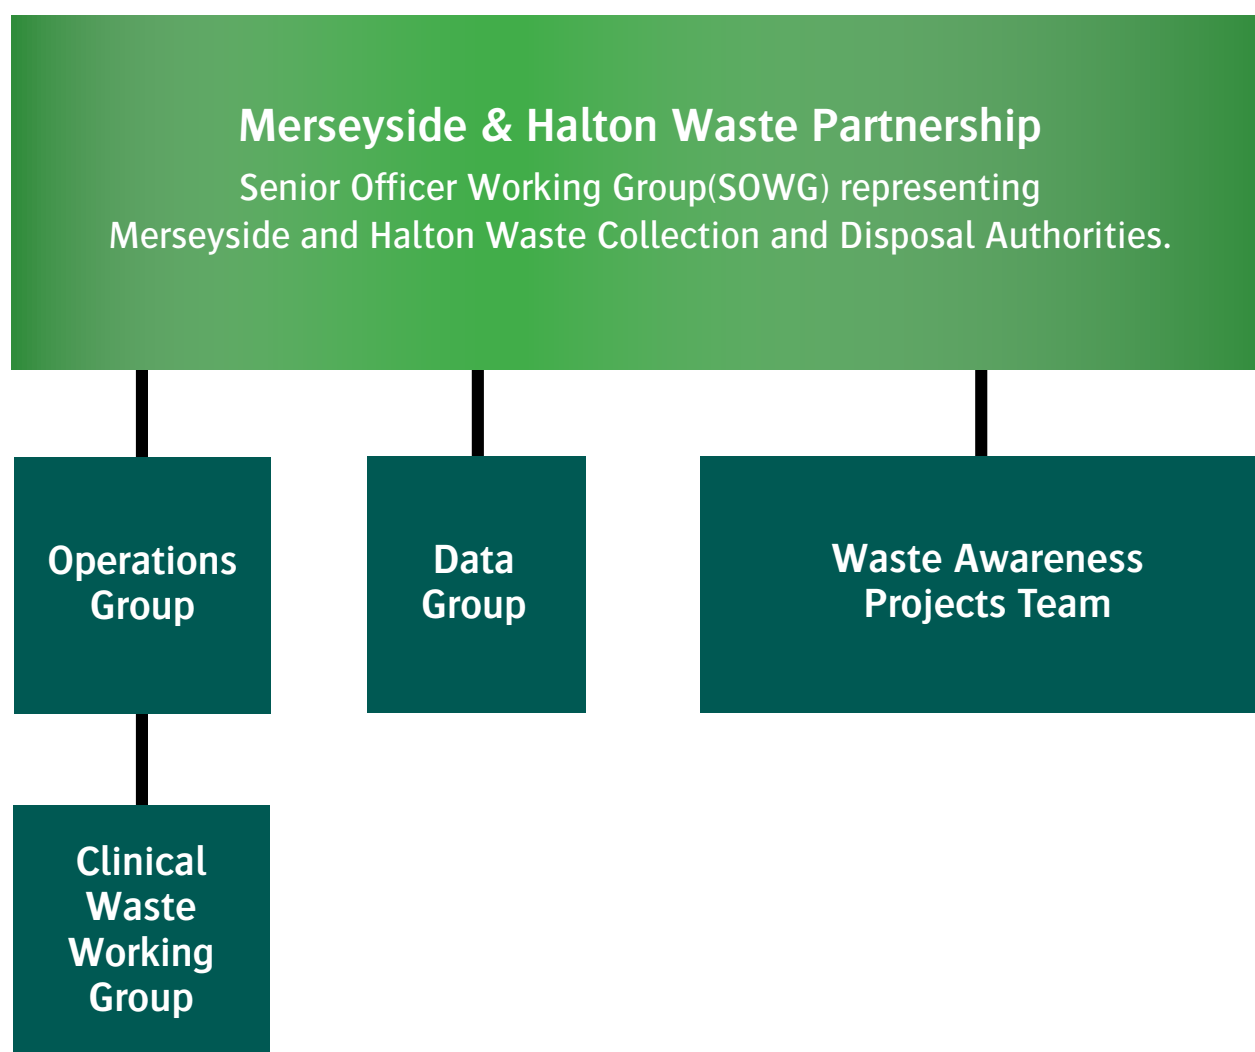 Merseyside & Halton Waste Partnership
Senior Officer Working Group(SOWG) representing
Merseyside and Halton Waste Collection and Disposal Authorities.
Operations
Group
Data
Group
Waste Awareness
Projects Team
Clinical
Waste
Working
Group